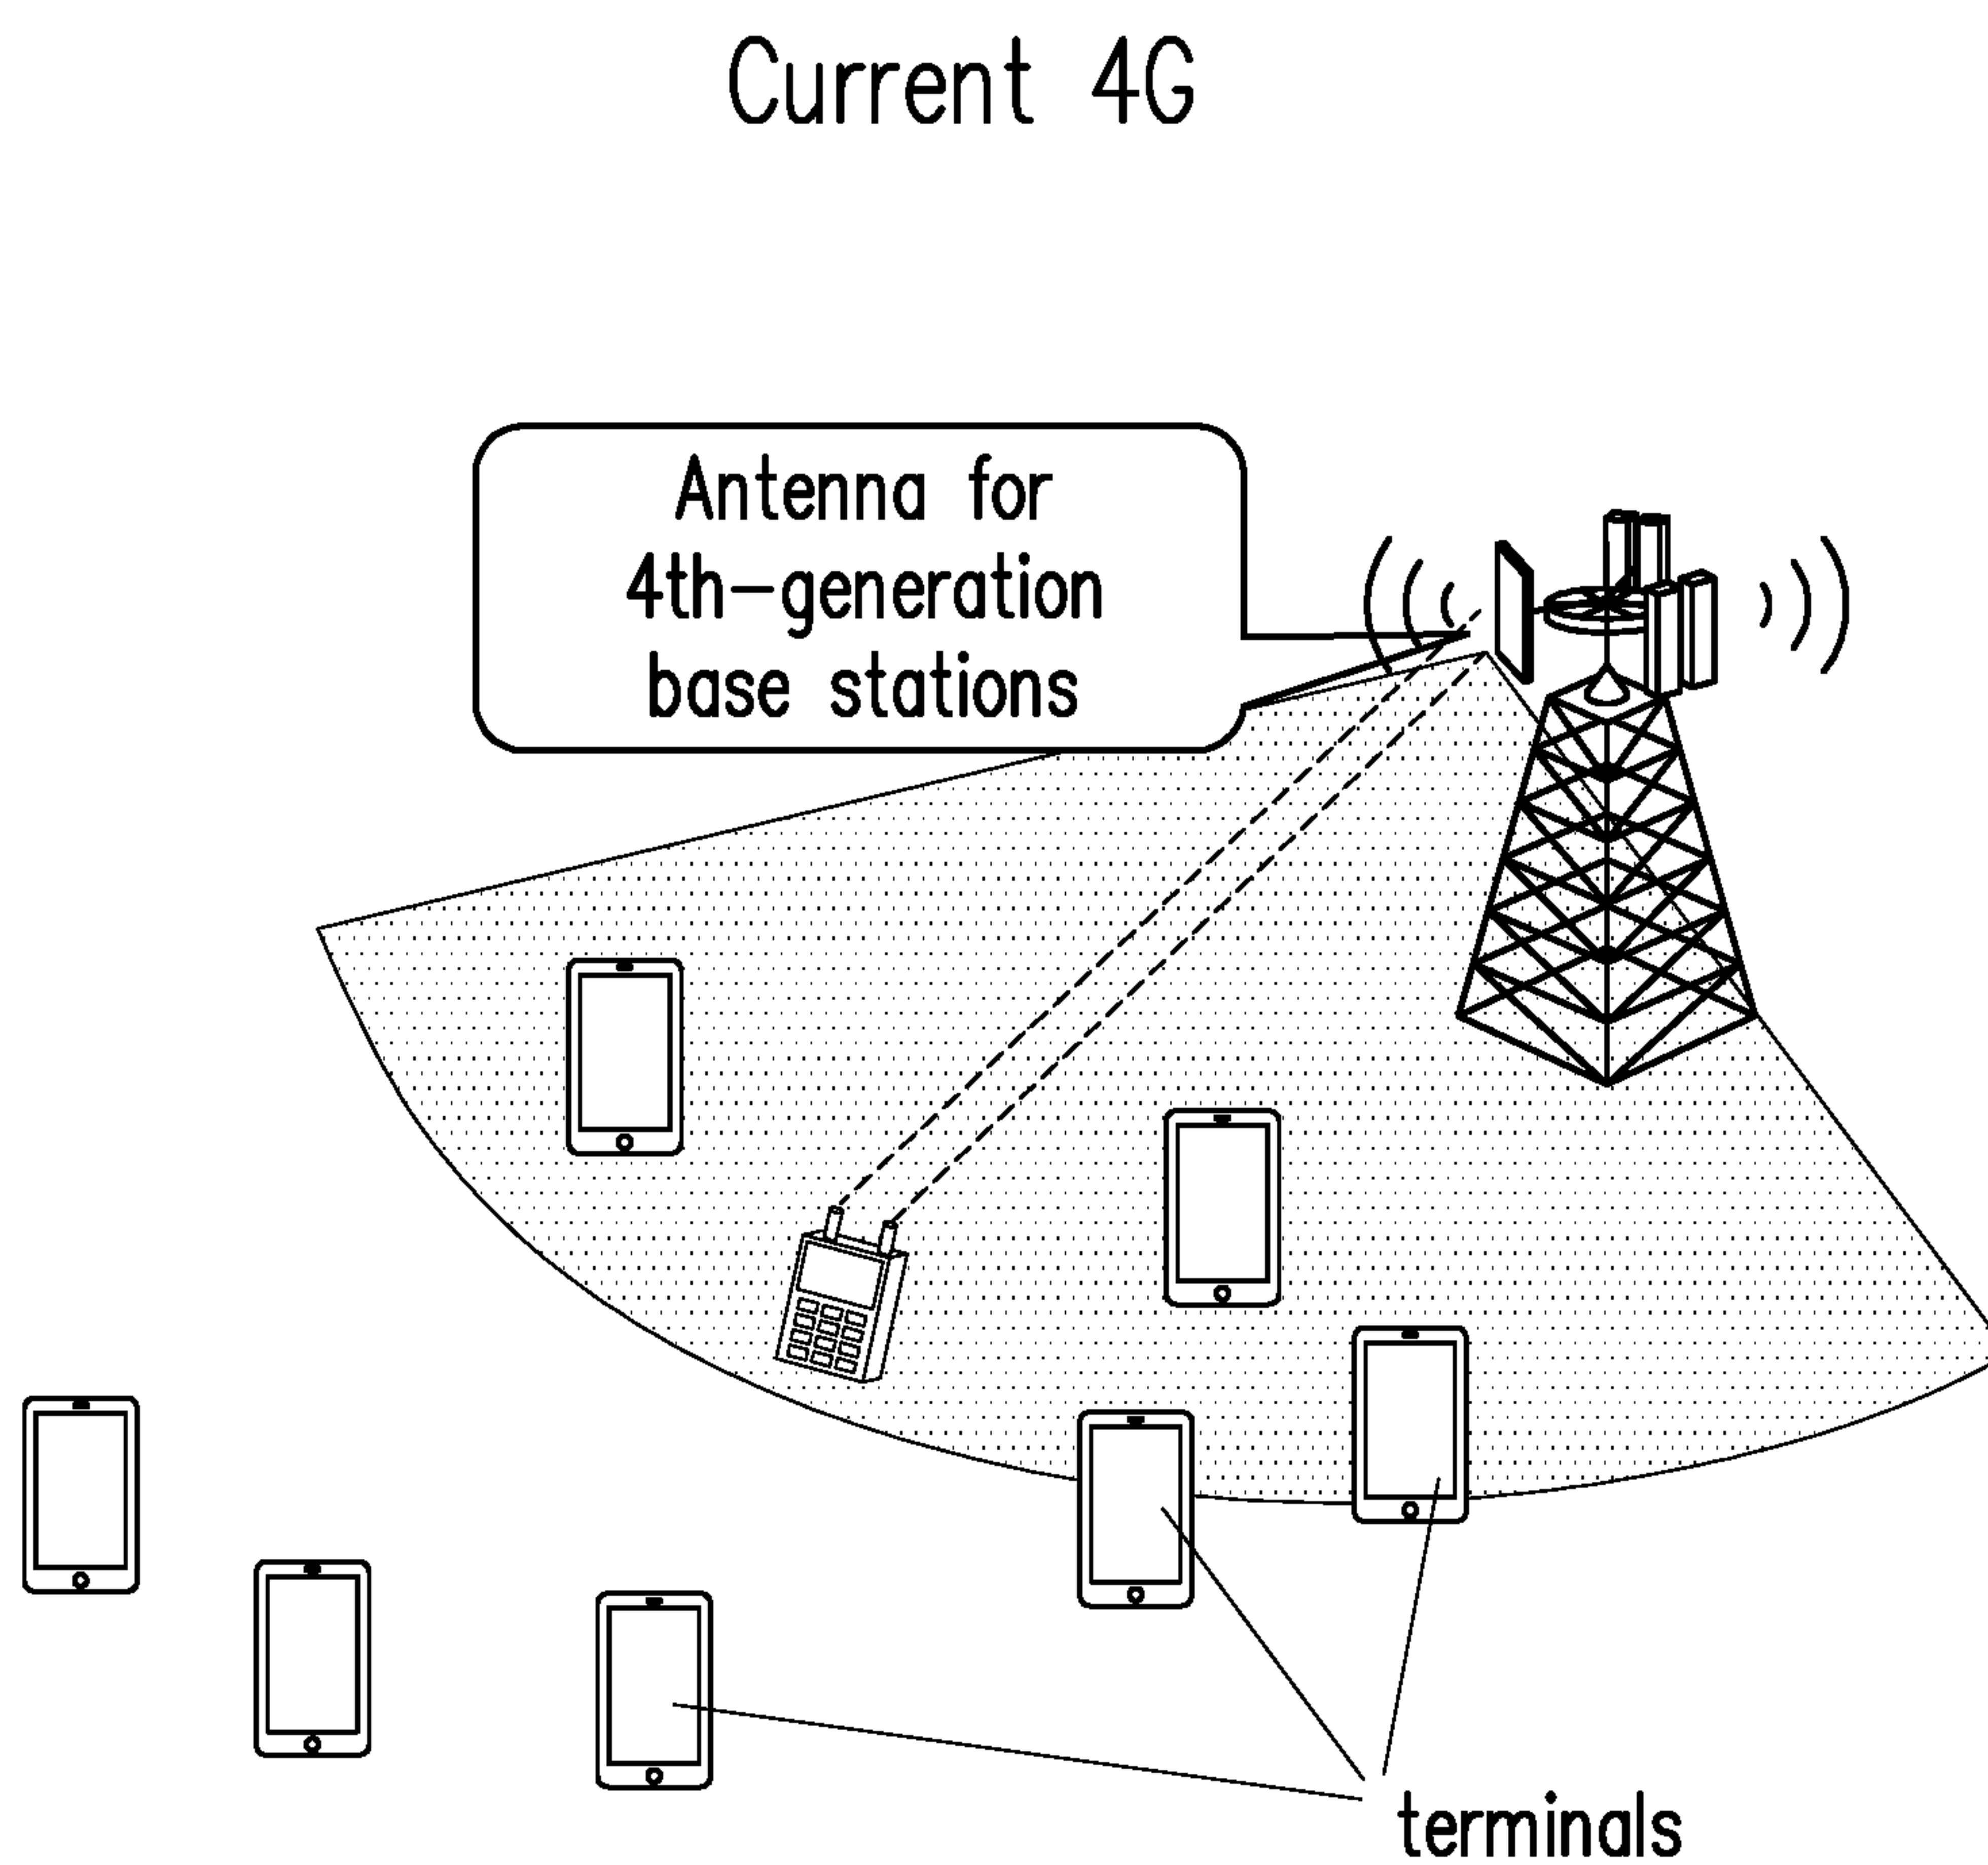 Current 4G
Antenna for
4th-generation
base stations
terminals